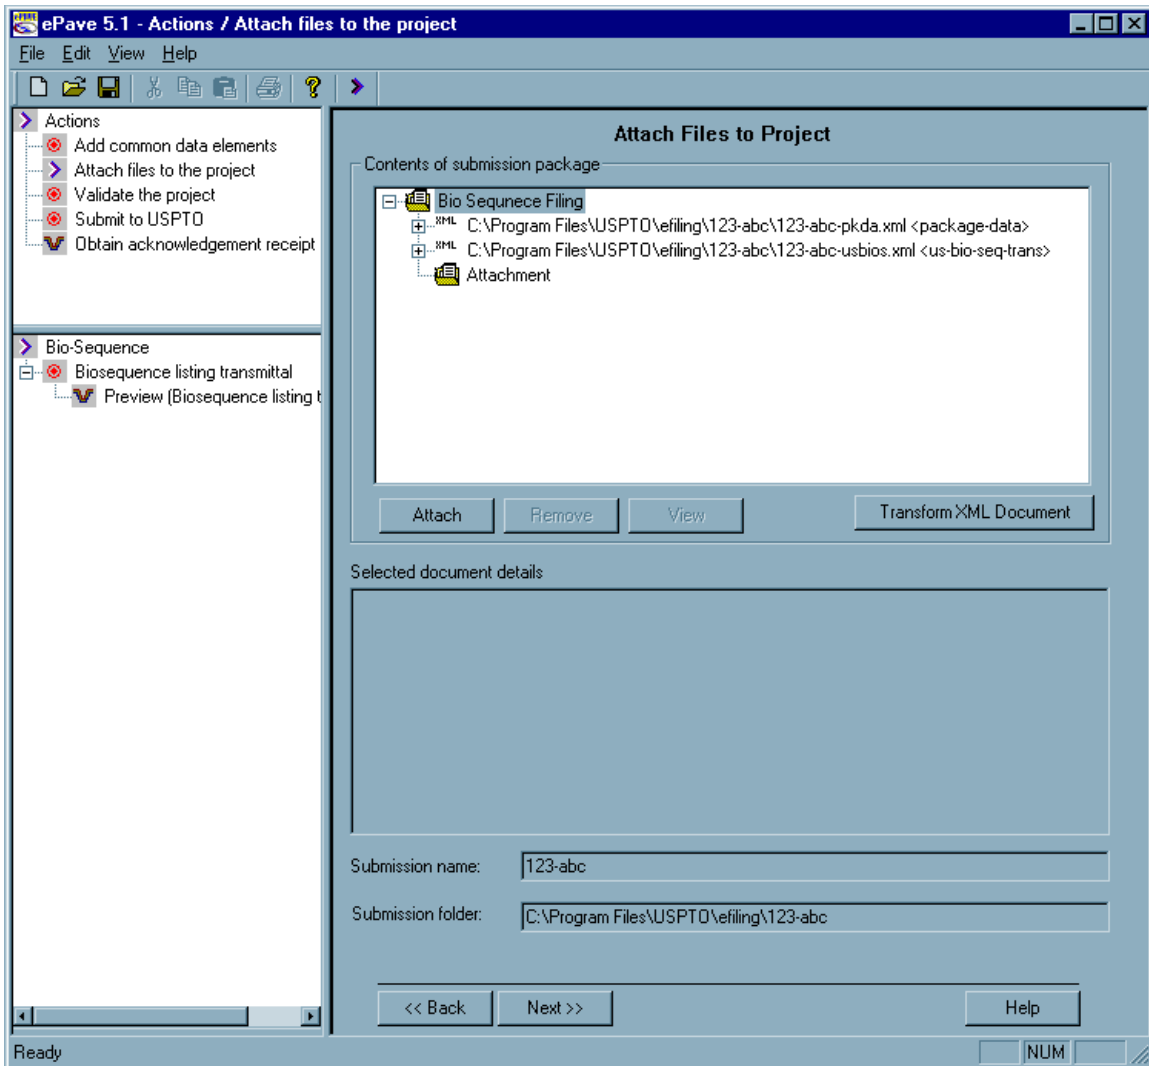 ePave 5.1 - Actions / Attach files to the project
File Edit View Help
Actions
Add common data elements
Attach files to the project
Validate the project
Submit to USPTO
Obtain acknowledgement receipt
Bio-Sequence
Biosequence listing transmittal
Preview (Biosequence listing t
Attach Files to Project
Contents of submission package
Bio Sequnece Filing
XML C:\Program Files\USPTO\efiling\123-abc\123-abc-pkda.xml <package-data>
XML C:\Program Files\USPTO\efiling\123-abc\123-abc-usbios.xml <us-bio-seq-trans>
Attachment
Attach Remove View Transform XML Document
Selected document details
Submission name: 123-abc
Submission folder: C:\Program Files\USPTO\efiling\123-abc
<< Back Next >> Help
Ready NUM